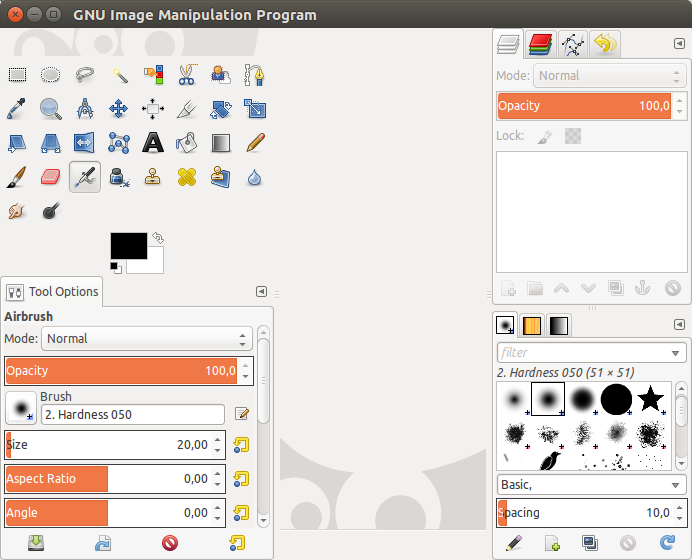 GNU Image Manipulation Program
Mode: Normal
Opacity 100,0
Lock:
Tool Options
Airbrush
Mode: Normal
Opacity 100,0
Brush
2. Hardness 050
Size 20,00
Aspect Ratio 0,00
Angle 0,00
filter
2. Hardness 050 (51 × 51)
Basic,
Spacing 10,0